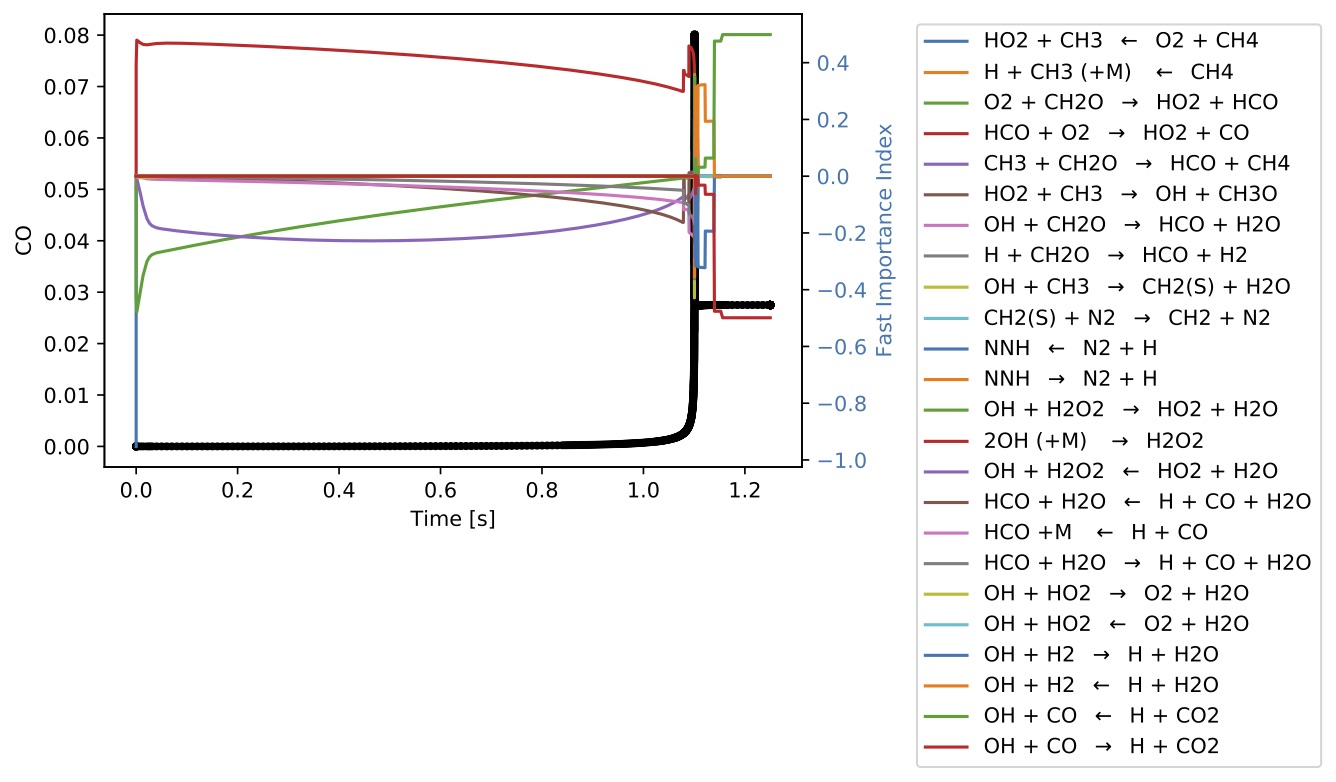 0.08
0.07
0.06
0.05
0.04
0.03
0.02
0.01
0.00
CO
0.0
0.2
0.4
0.6
0.8
1.0
1.2
Time [s]
0.4
0.2
0.0
−0.2
−0.4
−0.6
−0.8
−1.0
Fast Importance Index
HO2 + CH3 ← O2 + CH4
H + CH3 (+M) ← CH4
O2 + CH2O → HO2 + HCO
HCO + O2 → HO2 + CO
CH3 + CH2O → HCO + CH4
HO2 + CH3 → OH + CH3O
OH + CH2O → HCO + H2O
H + CH2O → HCO + H2
OH + CH3 → CH2(S) + H2O
CH2(S) + N2 → CH2 + N2
NNH ← N2 + H
NNH → N2 + H
OH + H2O2 → HO2 + H2O
2OH (+M) → H2O2
OH + H2O2 ← HO2 + H2O
HCO + H2O ← H + CO + H2O
HCO +M ← H + CO
HCO + H2O → H + CO + H2O
OH + HO2 → O2 + H2O
OH + HO2 ← O2 + H2O
OH + H2 → H + H2O
OH + H2 ← H + H2O
OH + CO ← H + CO2
OH + CO → H + CO2